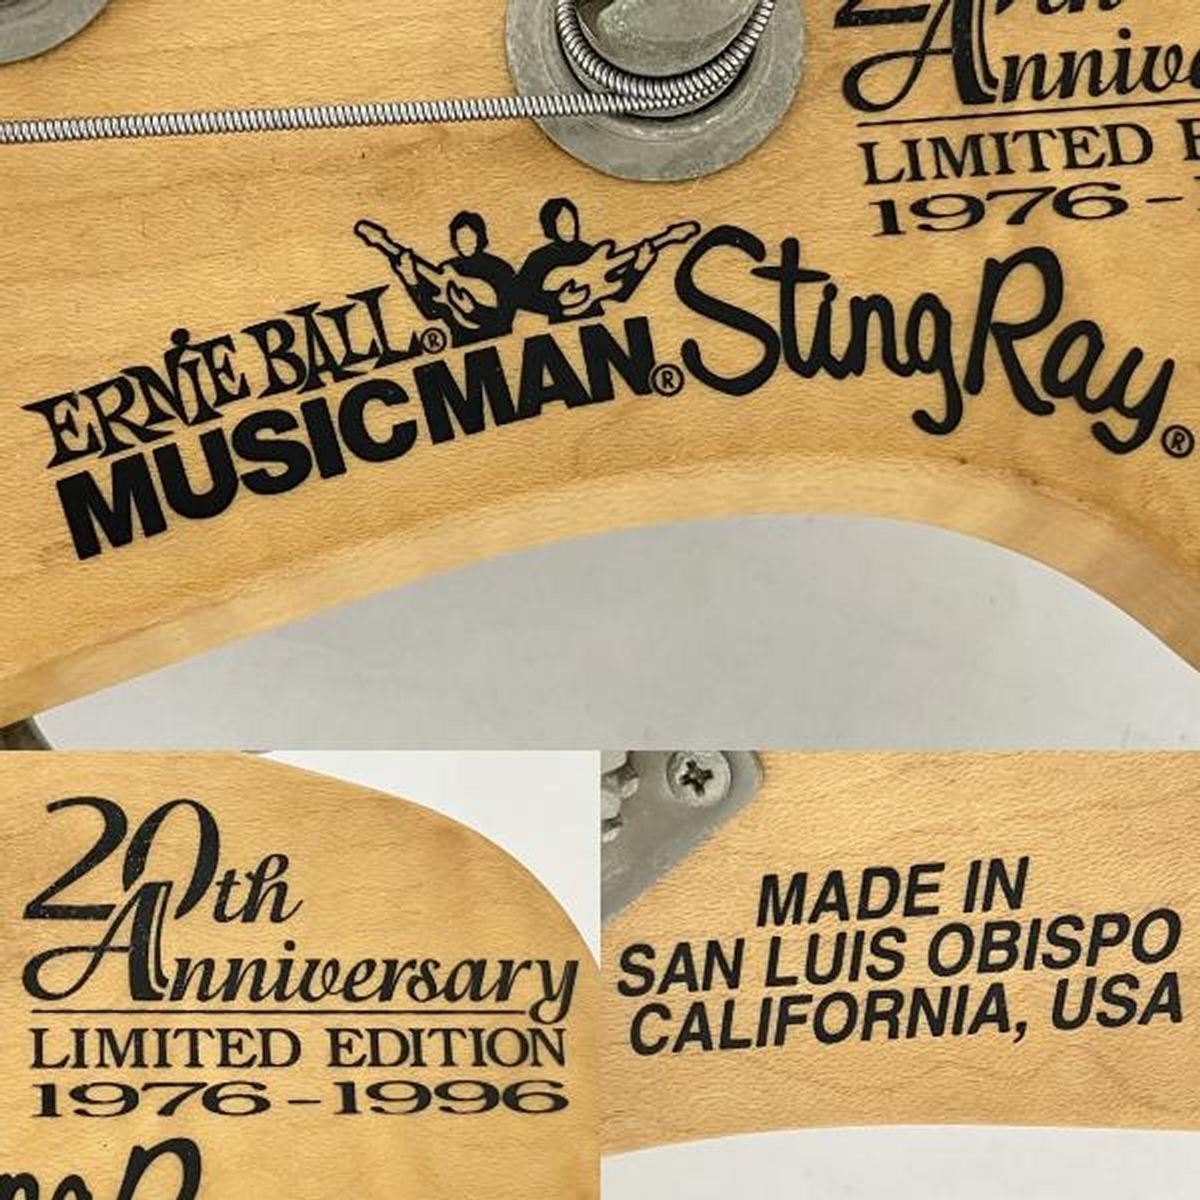 Anniv
LIMITED E
1976-
ERNIE BALL®
MUSICMAN® StingRay®
20th
Anniversary
LIMITED EDITION
1976-1996
MADE IN
SAN LUIS OBISPO
CALIFORNIA, USA